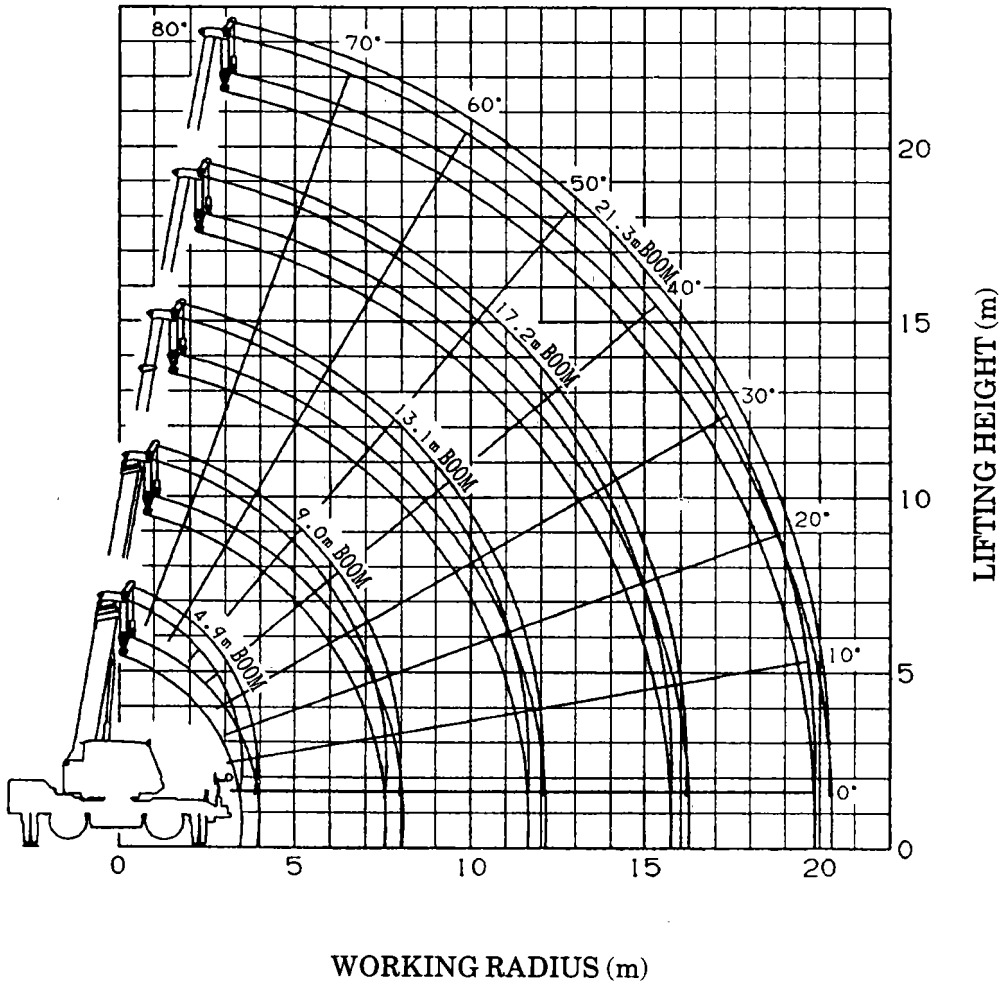 80°
70°
60°
50°
21.3m BOOM
40°
17.2m BOOM
30°
13.1m BOOM
20°
9.0m BOOM
10°
4.9m BOOM
0°
20
15
10
5
0
LIFTING HEIGHT (m)
0 5 10 15 20
WORKING RADIUS (m)